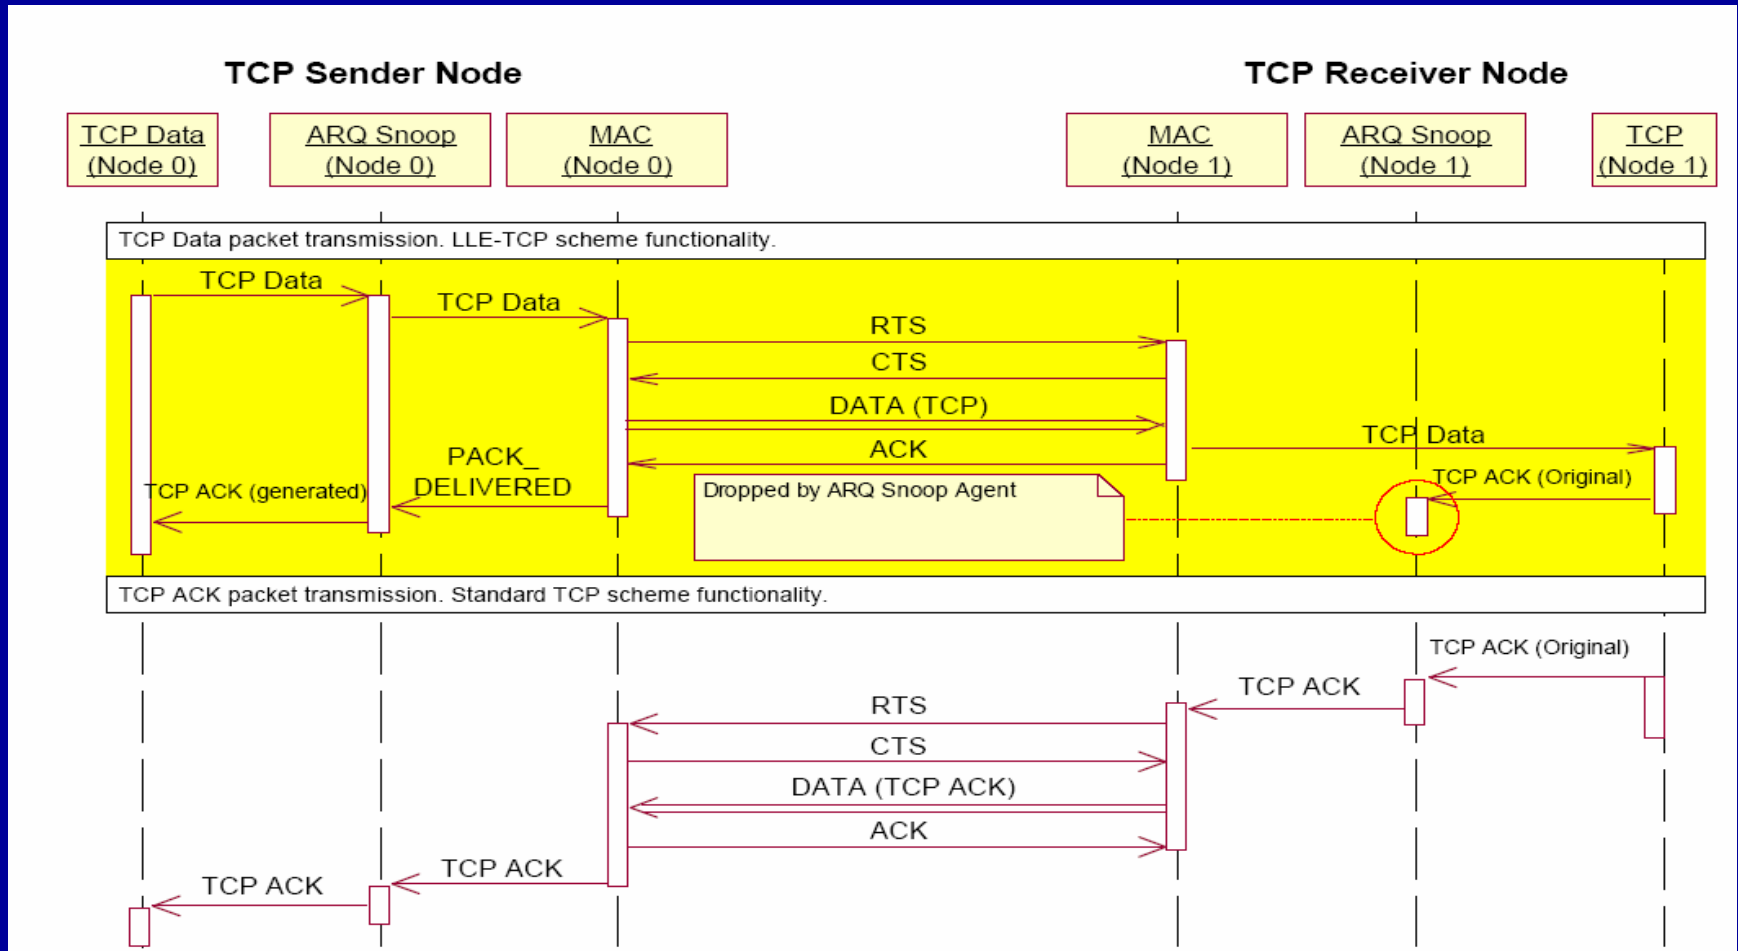 TCP Sender Node
TCP Receiver Node
TCP Data
(Node 0)
ARQ Snoop
(Node 0)
MAC
(Node 0)
MAC
(Node 1)
ARQ Snoop
(Node 1)
TCP
(Node 1)
TCP Data packet transmission. LLE-TCP scheme functionality.
TCP Data
TCP Data
RTS
CTS
DATA (TCP)
TCP Data
ACK
PACK_
DELIVERED
TCP ACK (Original)
TCP ACK (generated)
Dropped by ARQ Snoop Agent
TCP ACK packet transmission. Standard TCP scheme functionality.
TCP ACK (Original)
TCP ACK
RTS
CTS
DATA (TCP ACK)
ACK
TCP ACK
TCP ACK